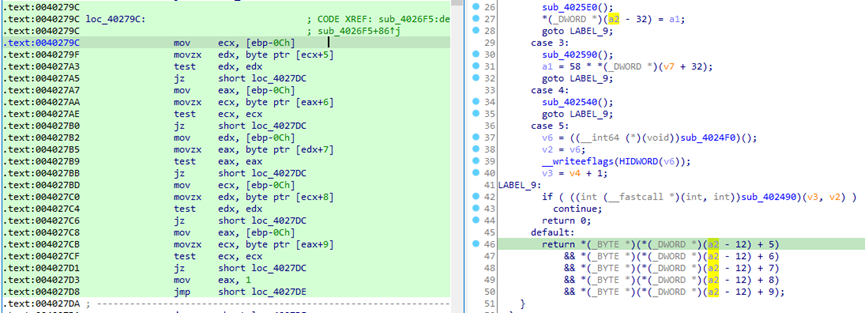 .text:0040279C
.text:0040279C loc_40279C: ; CODE XREF: sub_4026F5:de
.text:0040279C ; sub_4026F5+86↑j
.text:0040279C mov ecx, [ebp-0Ch]
.text:0040279F movzx edx, byte ptr [ecx+5]
.text:004027A3 test edx, edx
.text:004027A5 jz short loc_4027DC
.text:004027A7 mov eax, [ebp-0Ch]
.text:004027AA movzx ecx, byte ptr [eax+6]
.text:004027AE test ecx, ecx
.text:004027B0 jz short loc_4027DC
.text:004027B2 mov edx, [ebp-0Ch]
.text:004027B5 movzx eax, byte ptr [edx+7]
.text:004027B9 test eax, eax
.text:004027BB jz short loc_4027DC
.text:004027BD mov ecx, [ebp-0Ch]
.text:004027C0 movzx edx, byte ptr [ecx+8]
.text:004027C4 test edx, edx
.text:004027C6 jz short loc_4027DC
.text:004027C8 mov eax, [ebp-0Ch]
.text:004027CB movzx ecx, byte ptr [eax+9]
.text:004027CF test ecx, ecx
.text:004027D1 jz short loc_4027DC
.text:004027D3 mov eax, 1
.text:004027D8 jmp short loc_4027DE
.text:004027DA ; ---------------------------------------------------------------
26 sub_4025E0();
27 *(_DWORD *)(a2 - 32) = a1;
28 goto LABEL_9;
29 case 3:
30 sub_402590();
31 a1 = 58 * *(_DWORD *)(v7 + 32);
32 goto LABEL_9;
33 case 4:
34 sub_402540();
35 goto LABEL_9;
36 case 5:
37 v6 = ((__int64 (*)(void))sub_4024F0)();
38 v2 = v6;
39 __writeeflags(HIDWORD(v6));
40 v3 = v4 + 1;
41 LABEL_9:
42 if ( ((int (__fastcall *)(int, int))sub_402490)(v3, v2) )
43 continue;
44 return 0;
45 default:
46 return *(_BYTE *)(*(_DWORD *)(a2 - 12) + 5)
47 && *(_BYTE *)(*(_DWORD *)(a2 - 12) + 6)
48 && *(_BYTE *)(*(_DWORD *)(a2 - 12) + 7)
49 && *(_BYTE *)(*(_DWORD *)(a2 - 12) + 8)
50 && *(_BYTE *)(*(_DWORD *)(a2 - 12) + 9);
51 }